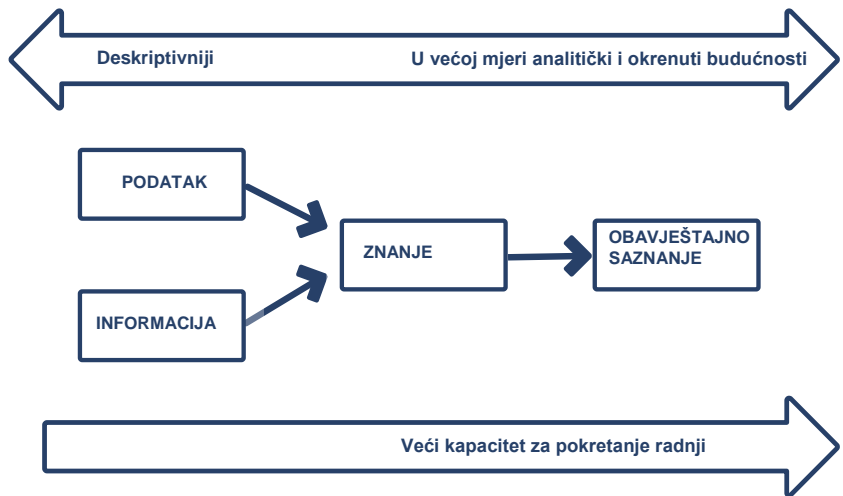 Deskriptivniji
U većoj mjeri analitički i okrenuti budućnosti
PODATAK
ZNANJE
OBAVJEŠTAJNO
SAZNANJE
INFORMACIJA
Veći kapacitet za pokretanje radnji